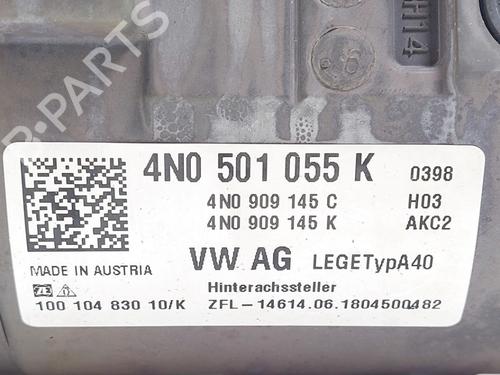 H14
4N0 501 055 K 0398
4N0 909 145 C H03
4N0 909 145 K AKC2
MADE IN AUSTRIA VW AG LEGETypA40
Hinterachssteller
ZF 100 104 830 10/K ZFL-14614.06.1804500482
B-PARTS